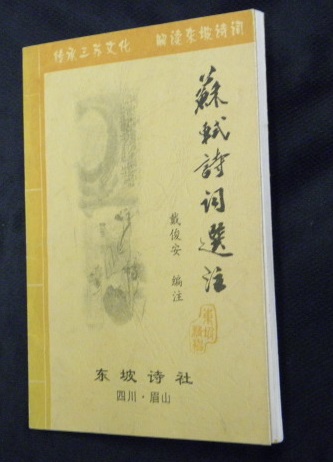 传承三苏文化 解读东坡诗词
蘇軾詩词選注
戴俊安 编注
东坡诗社
四川·眉山